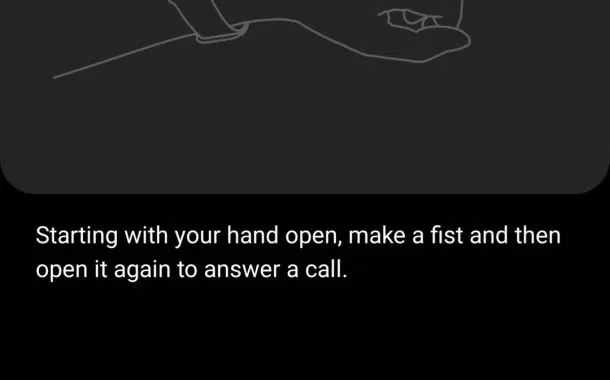 Starting with your hand open, make a fist and then
open it again to answer a call.